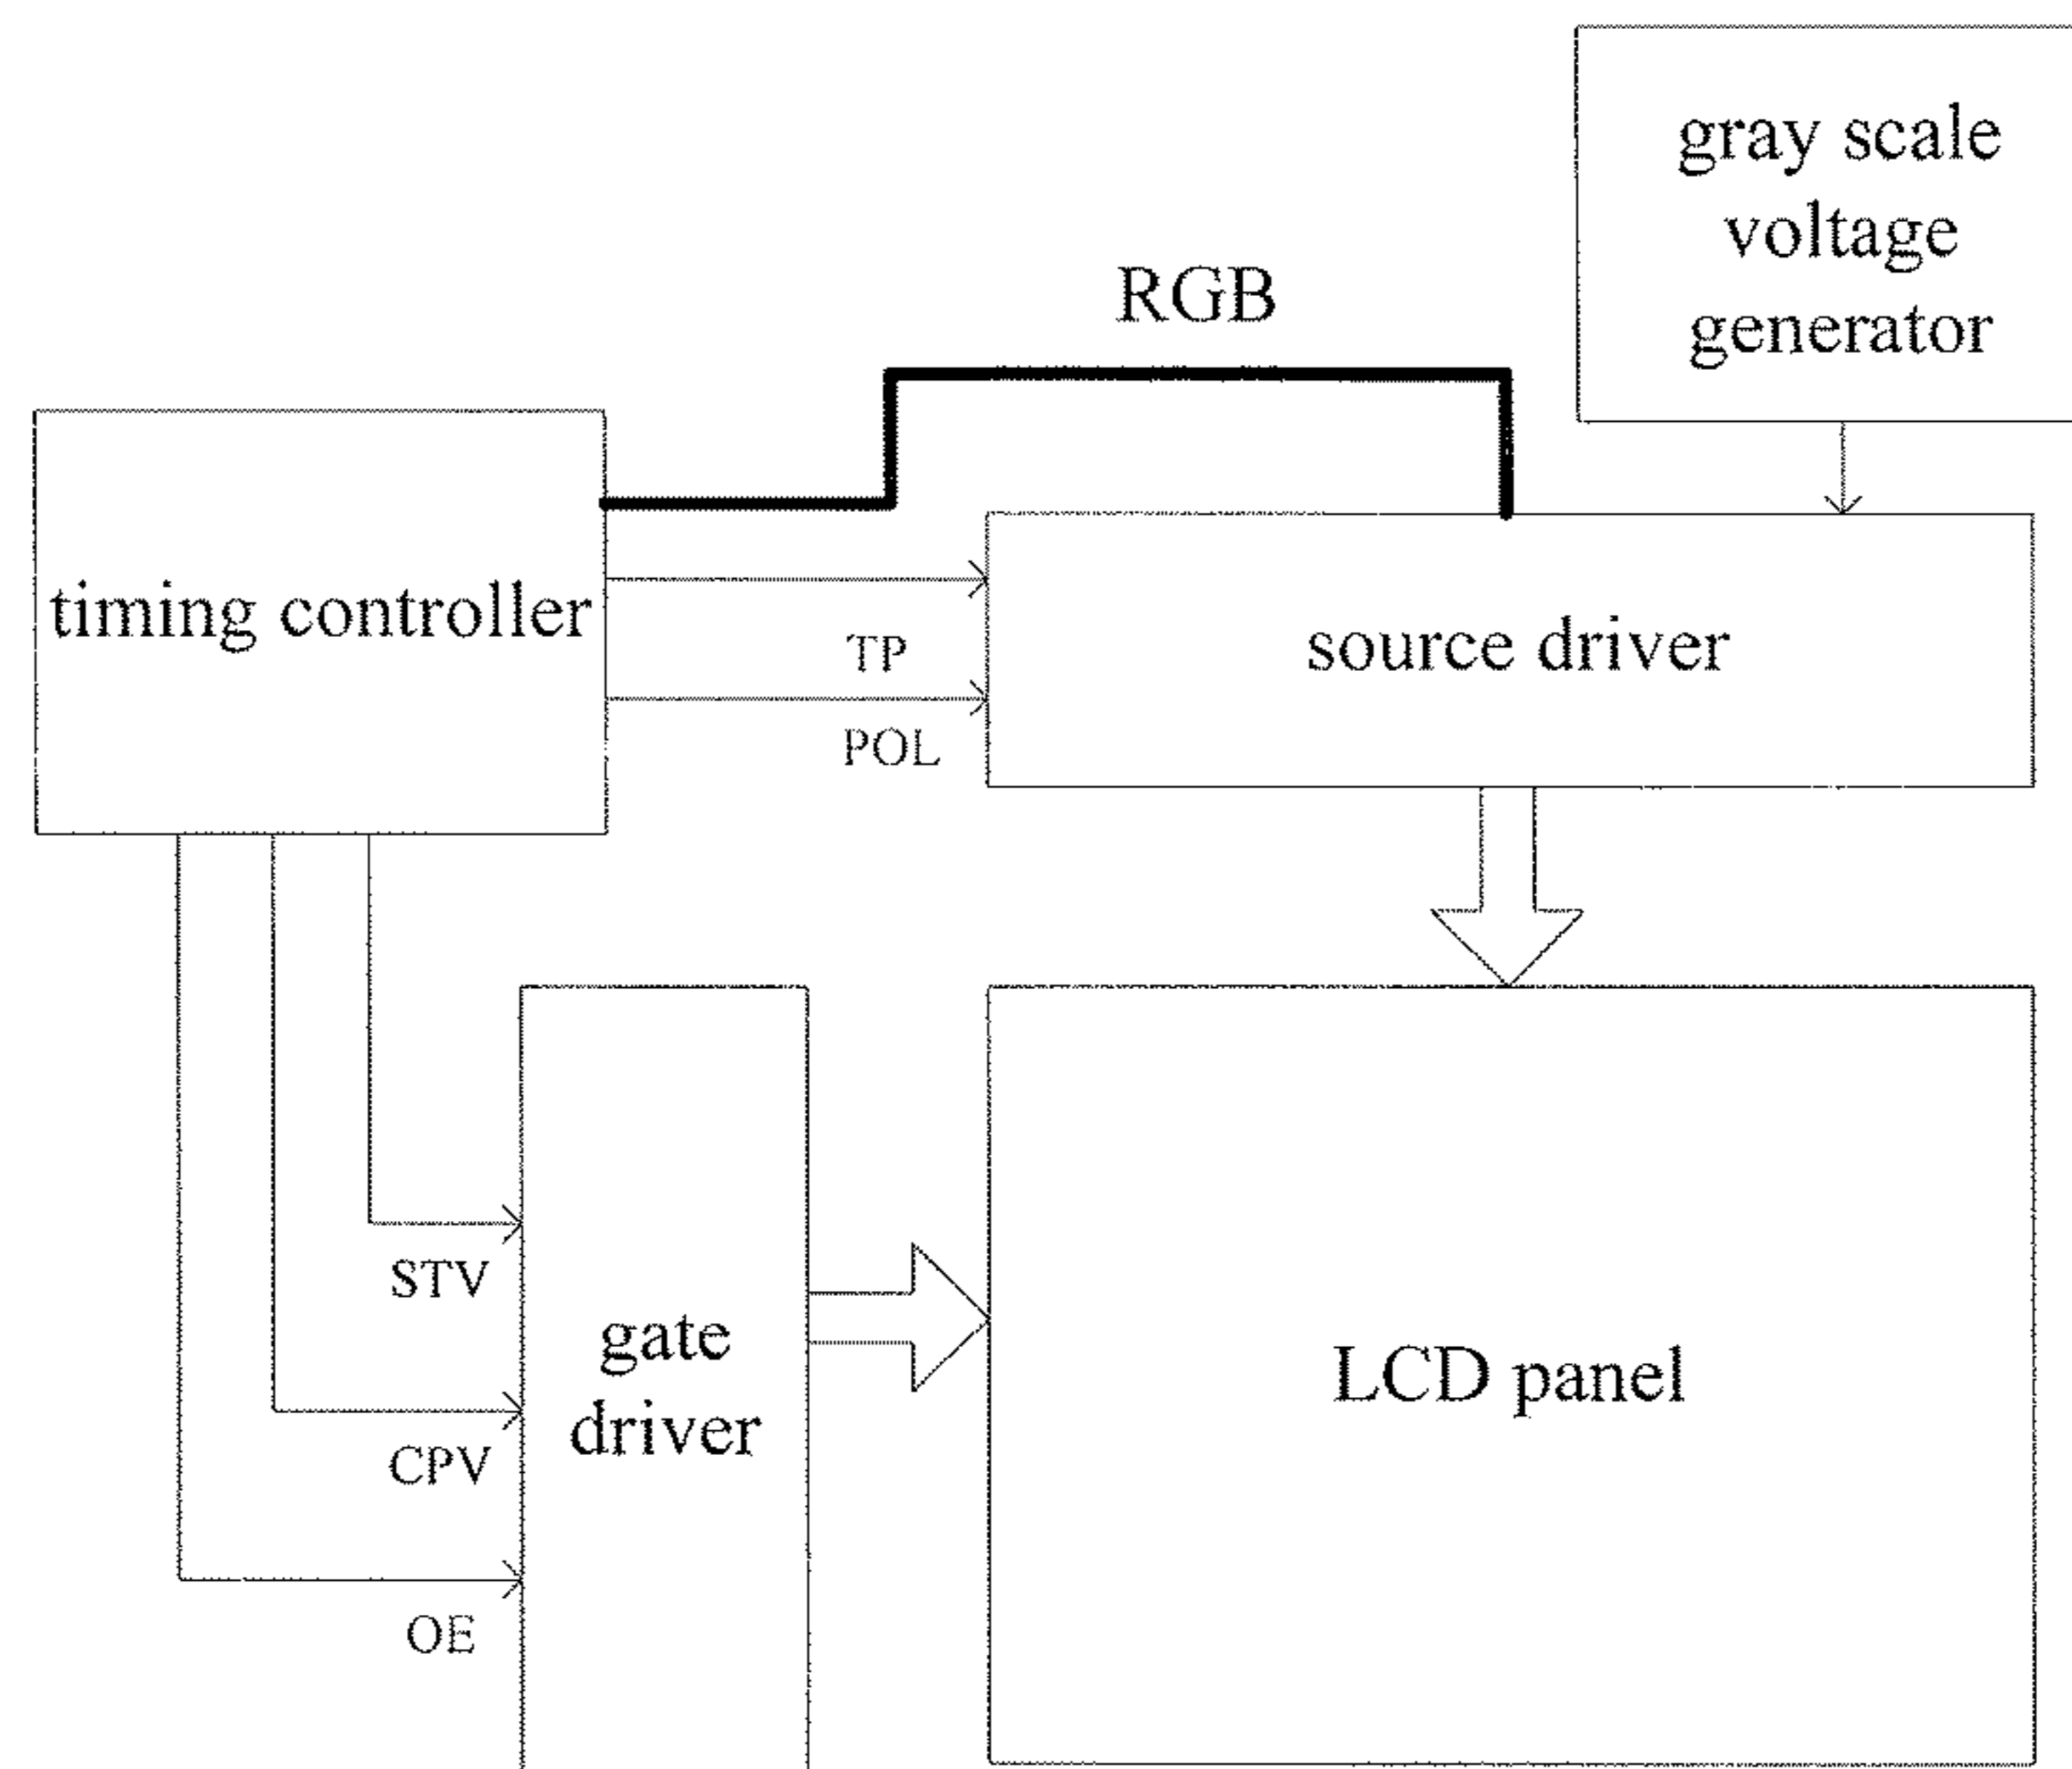 gray scale
voltage
generator
RGB
timing controller
TP
source driver
POL
STV
gate
driver
LCD panel
CPV
OE